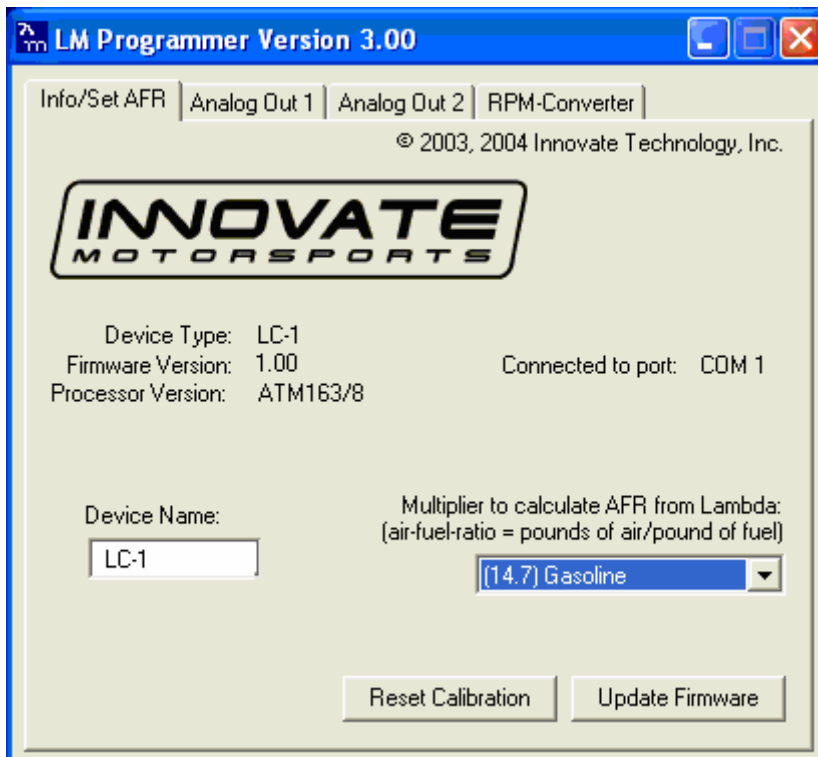 LM Programmer Version 3.00
Info/Set AFR
Analog Out 1
Analog Out 2
RPM-Converter
© 2003, 2004 Innovate Technology, Inc.
INNOVATE
MOTORSPORTS
Device Type: LC-1
Firmware Version: 1.00
Connected to port: COM 1
Processor Version: ATM163/8
Device Name:
LC-1
Multiplier to calculate AFR from Lambda:
(air-fuel-ratio = pounds of air/pound of fuel)
(14.7) Gasoline
Reset Calibration
Update Firmware